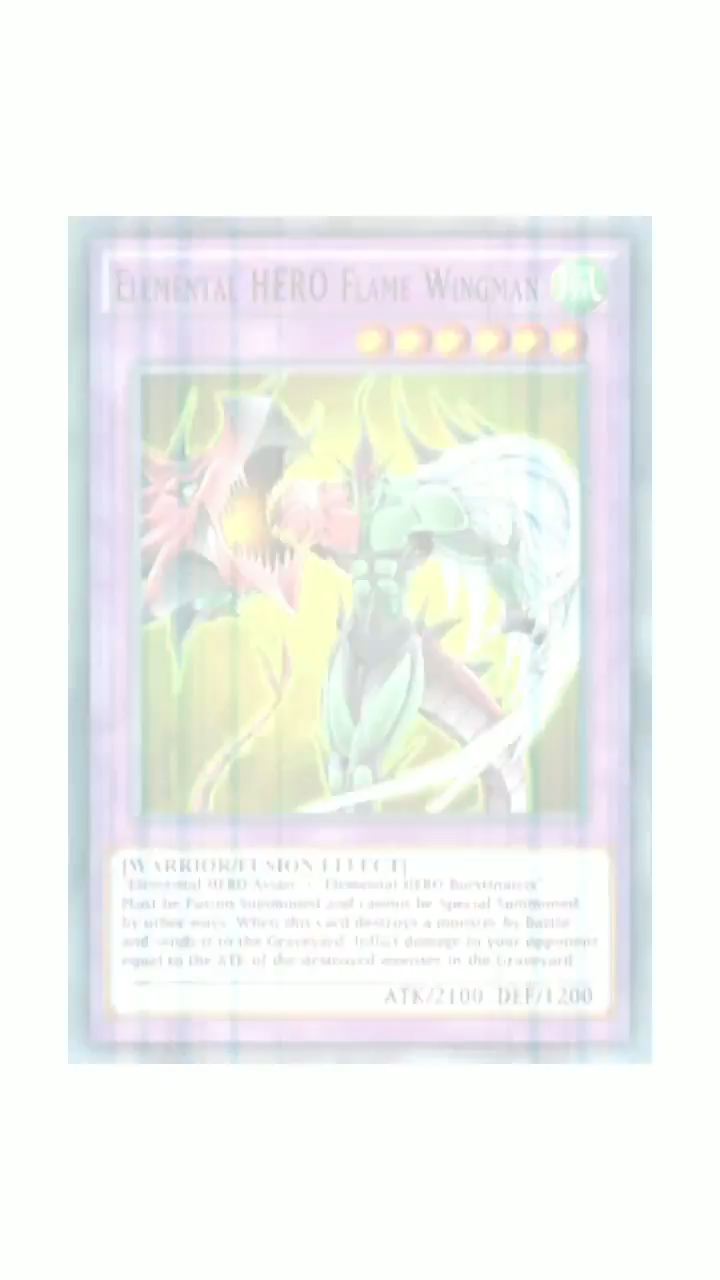 ELEMENTAL HERO FLAME WINGMAN
[WARRIOR/FUSION EFFECT]
"Elemental HERO Avian" + "Elemental HERO Burstinatrix"
Must be Fusion Summoned and cannot be Special Summoned
by other ways. When this card destroys a monster by Battle
and sends it to the Graveyard: Inflict damage to your opponent
equal to the ATK of the destroyed monster in the Graveyard.
ATK/2100 DEF/1200